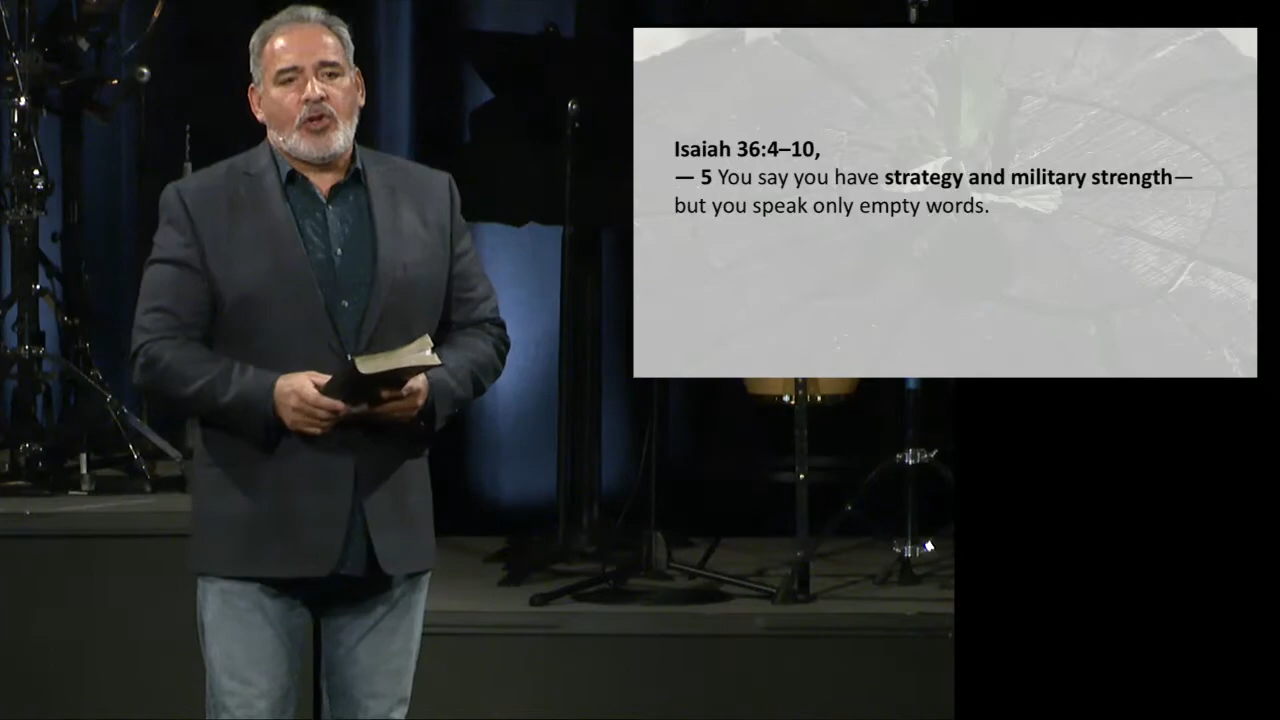 Isaiah 36:4–10,
— 5 You say you have strategy and military strength—
but you speak only empty words.